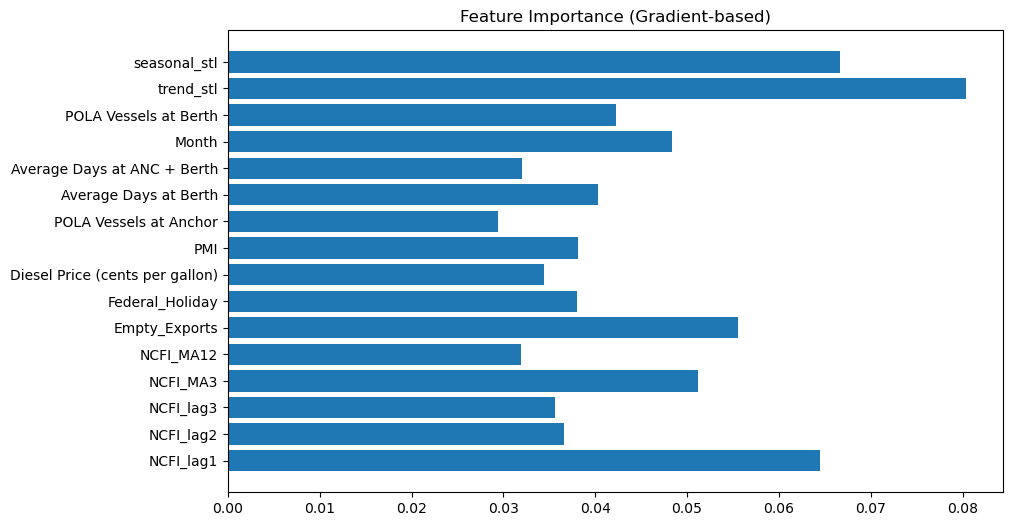 Feature Importance (Gradient-based)
seasonal_stl
trend_stl
POLA Vessels at Berth
Month
Average Days at ANC + Berth
Average Days at Berth
POLA Vessels at Anchor
PMI
Diesel Price (cents per gallon)
Federal_Holiday
Empty_Exports
NCFI_MA12
NCFI_MA3
NCFI_lag3
NCFI_lag2
NCFI_lag1
0.00 0.01 0.02 0.03 0.04 0.05 0.06 0.07 0.08